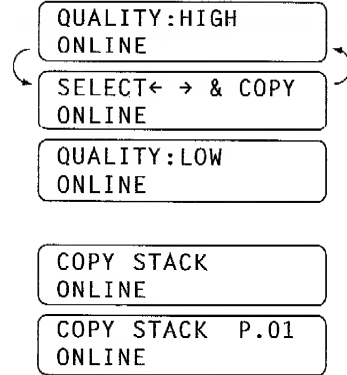 QUALITY:HIGH
ONLINE
SELECT← → & COPY
ONLINE
QUALITY:LOW
ONLINE
COPY STACK
ONLINE
COPY STACK P.01
ONLINE